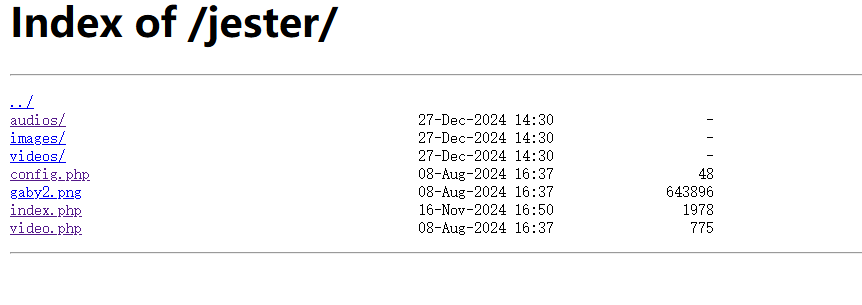 Index of /jester/
../
audios/ 27-Dec-2024 14:30 -
images/ 27-Dec-2024 14:30 -
videos/ 27-Dec-2024 14:30 -
config.php 08-Aug-2024 16:37 48
gaby2.png 08-Aug-2024 16:37 643896
index.php 16-Nov-2024 16:50 1978
video.php 08-Aug-2024 16:37 775